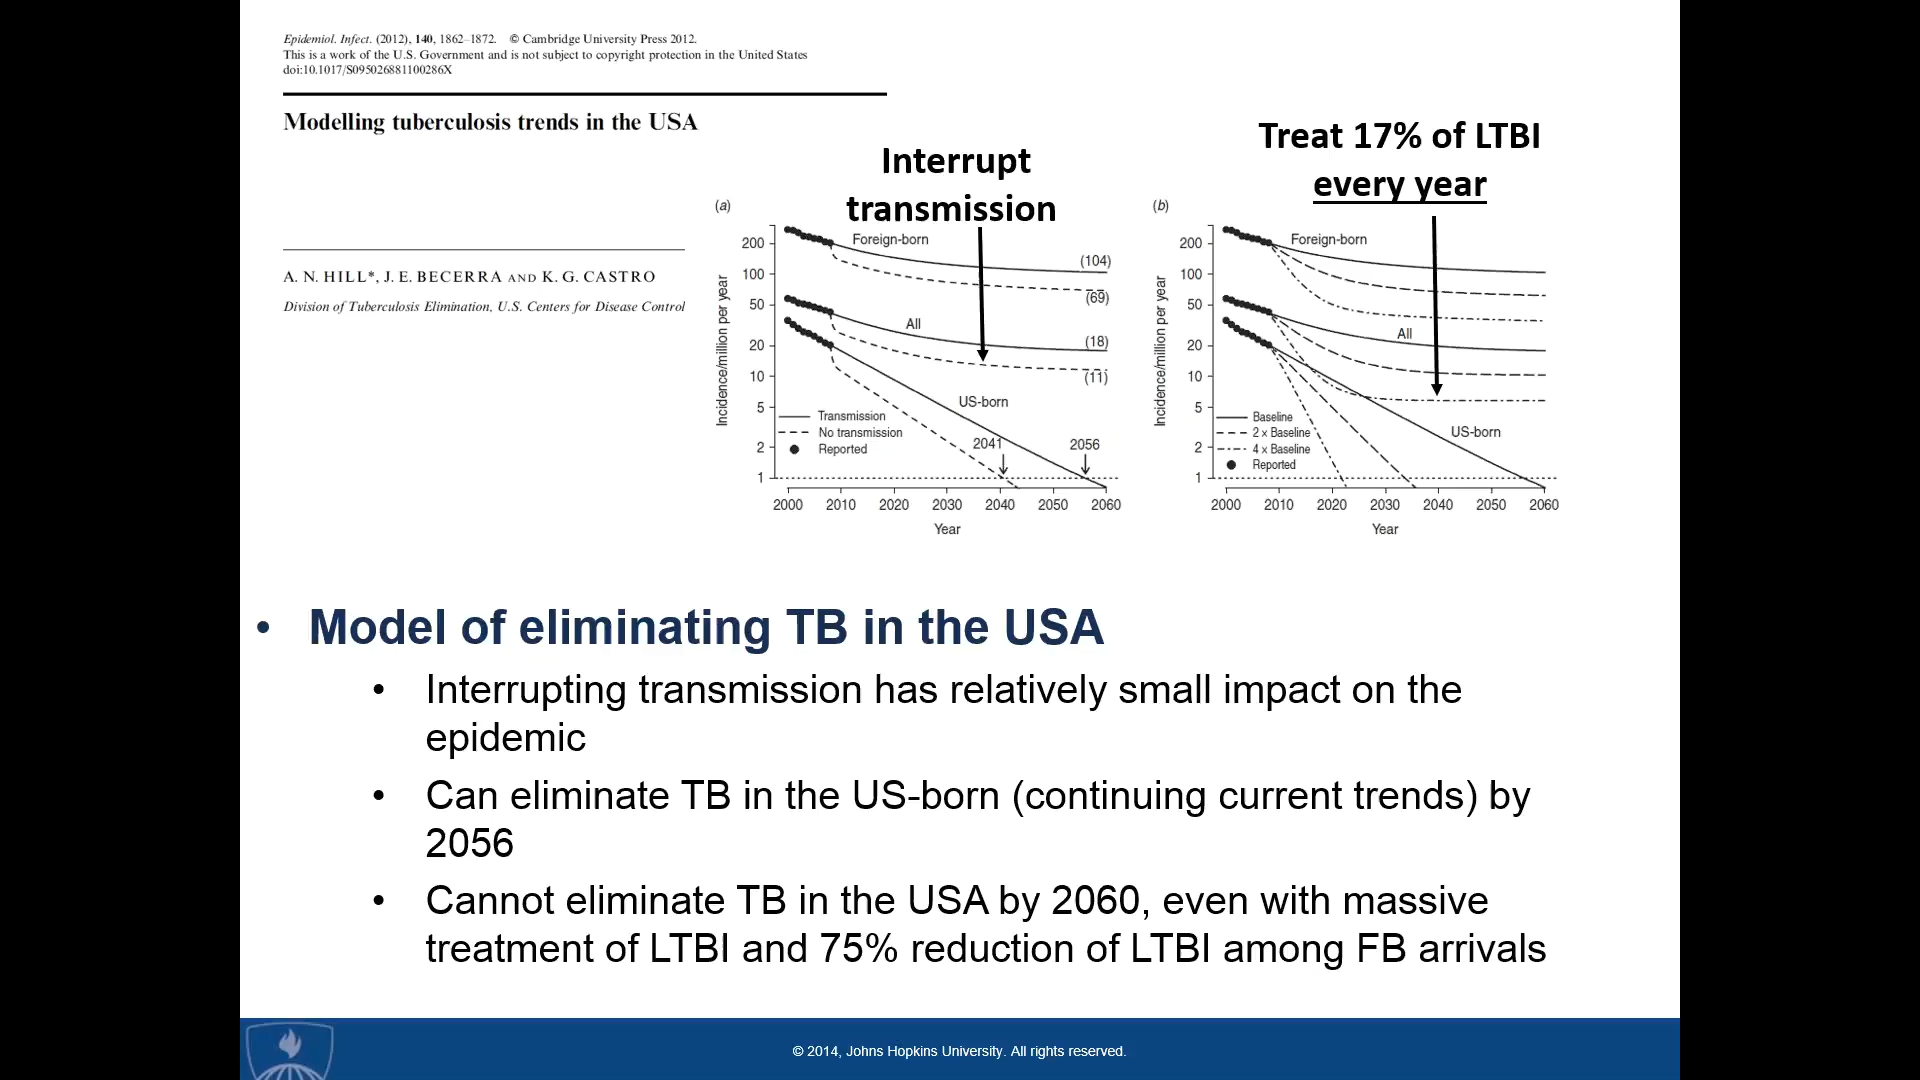 Epidemiol. Infect. (2012), 140, 1862–1872. © Cambridge University Press 2012.
This is a work of the U.S. Government and is not subject to copyright protection in the United States
doi:10.1017/S095026881100286X
Modelling tuberculosis trends in the USA
A. N. HILL*, J. E. BECERRA AND K. G. CASTRO
Division of Tuberculosis Elimination, U.S. Centers for Disease Control
Interrupt
transmission
(a)
Incidence/million per year
200
100
50
20
10
5
2
1
Foreign-born
(104)
(69)
All
(18)
(11)
US-born
Transmission
No transmission
Reported
2041
2056
2000 2010 2020 2030 2040 2050 2060
Year
Treat 17% of LTBI
every year
(b)
Incidence/million per year
200
100
50
20
10
5
2
1
Foreign-born
All
US-born
Baseline
2 x Baseline
4 x Baseline
Reported
2000 2010 2020 2030 2040 2050 2060
Year
• Model of eliminating TB in the USA
• Interrupting transmission has relatively small impact on the
epidemic
• Can eliminate TB in the US-born (continuing current trends) by
2056
• Cannot eliminate TB in the USA by 2060, even with massive
treatment of LTBI and 75% reduction of LTBI among FB arrivals
© 2014, Johns Hopkins University. All rights reserved.